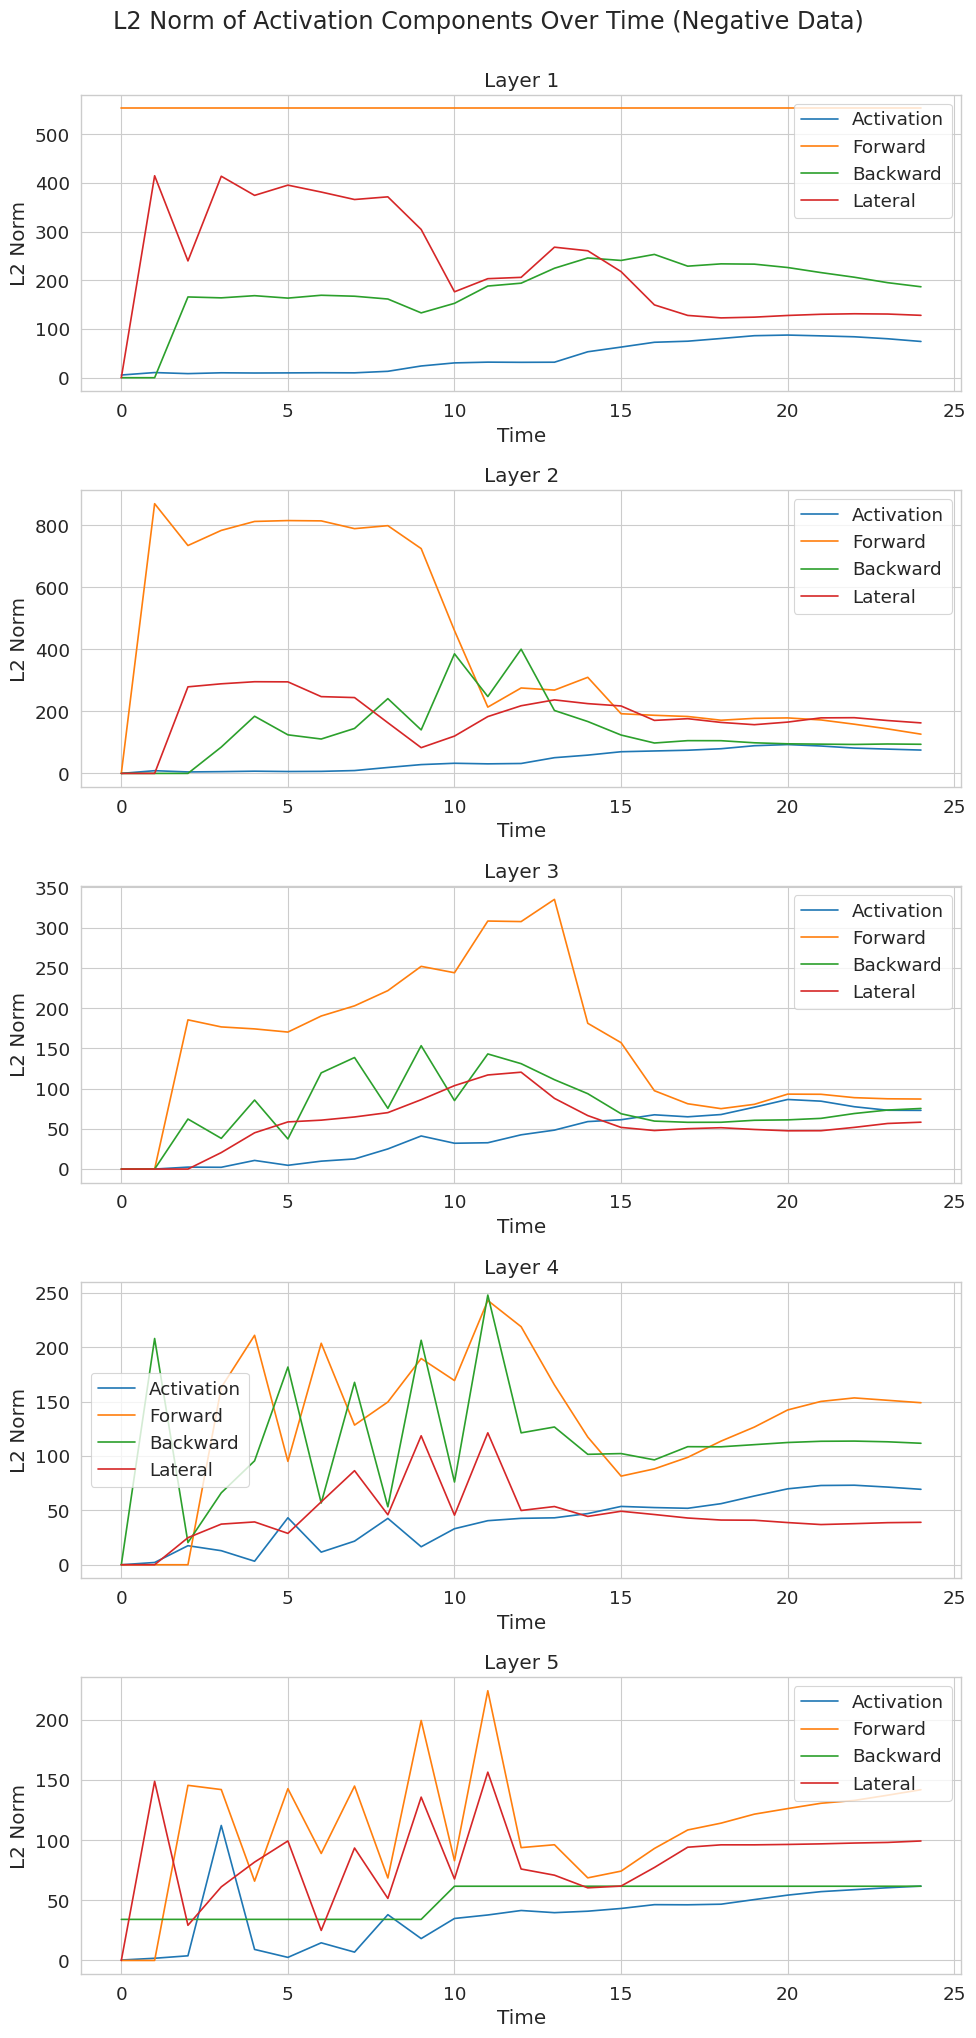 L2 Norm of Activation Components Over Time (Negative Data)
Layer 1
L2 Norm
500
400
300
200
100
0
Activation
Forward
Backward
Lateral
0 5 10 15 20 25
Time
Layer 2
L2 Norm
800
600
400
200
0
Activation
Forward
Backward
Lateral
0 5 10 15 20 25
Time
Layer 3
L2 Norm
350
300
250
200
150
100
50
0
Activation
Forward
Backward
Lateral
0 5 10 15 20 25
Time
Layer 4
L2 Norm
250
200
150
100
50
0
Activation
Forward
Backward
Lateral
0 5 10 15 20 25
Time
Layer 5
L2 Norm
200
150
100
50
0
Activation
Forward
Backward
Lateral
0 5 10 15 20 25
Time